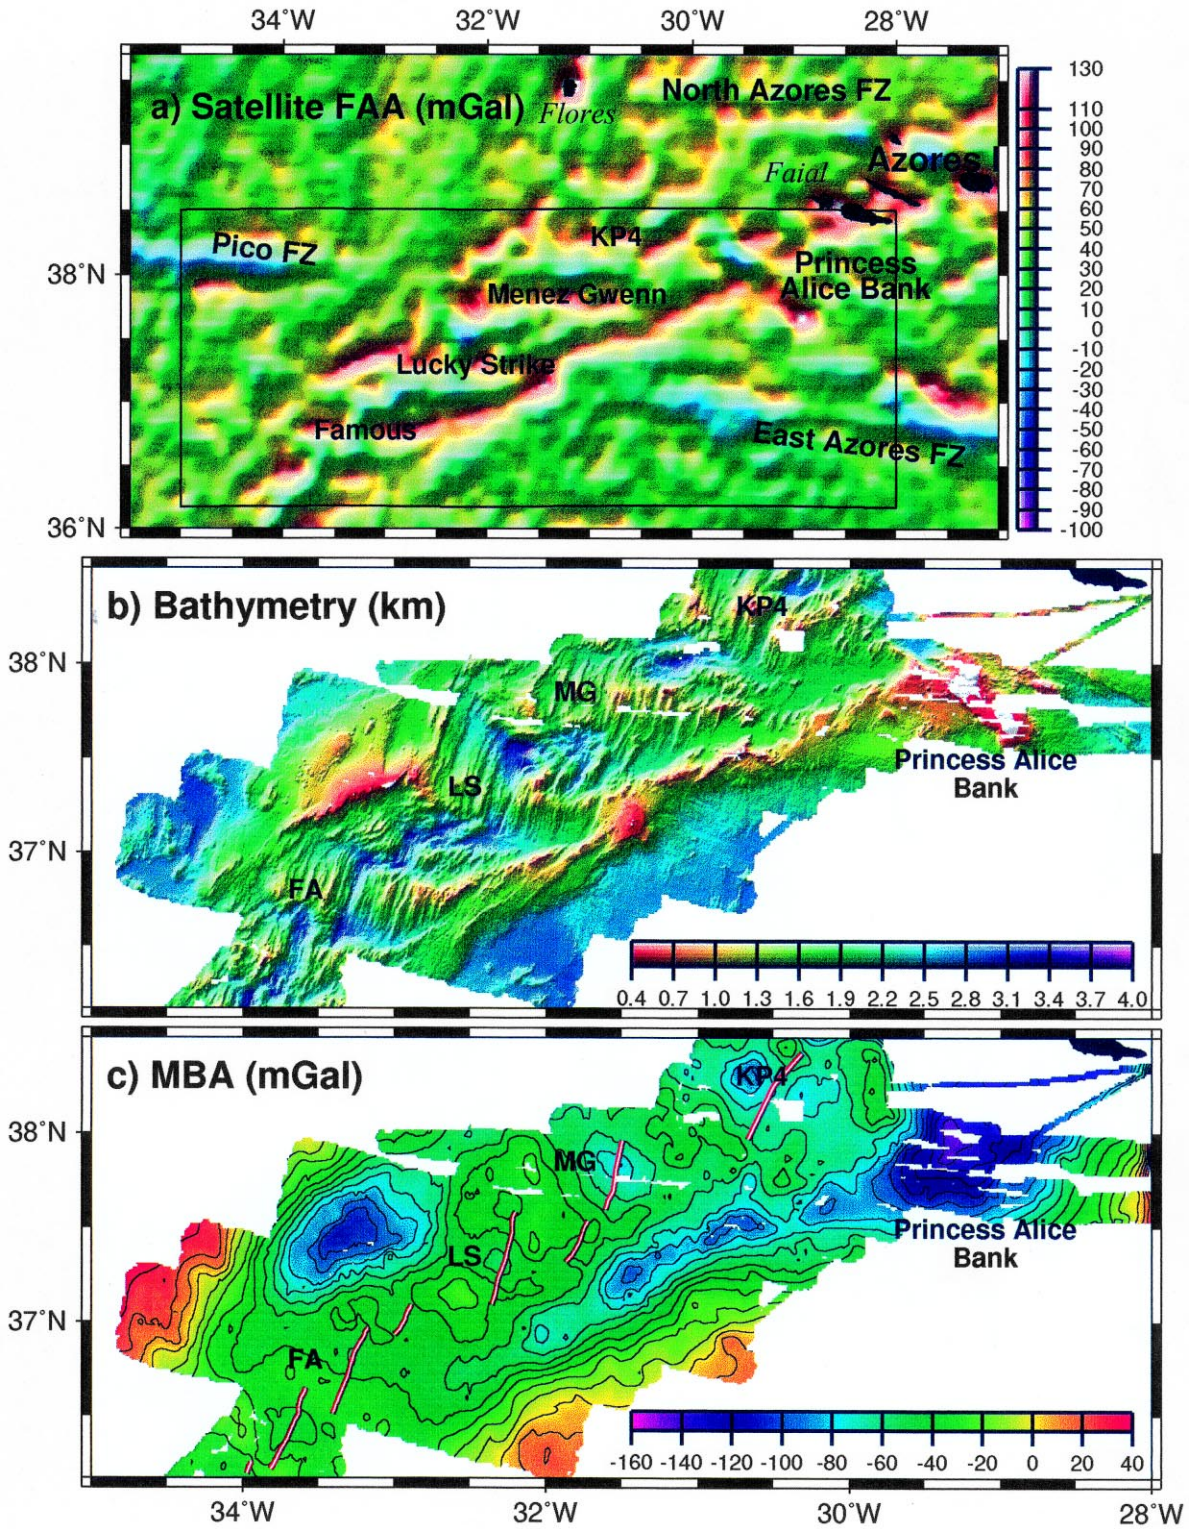 34°W 32°W 30°W 28°W
a) Satellite FAA (mGal)
Flores
North Azores FZ
Azores I
Faial
Pico FZ
KP4
Princess
Alice Bank
Menez Gwenn
Lucky Strike
Famous
East Azores FZ
38°N
36°N
130
110
100
90
80
70
60
50
40
30
20
10
0
-10
-20
-30
-40
-50
-60
-70
-80
-90
-100
b) Bathymetry (km)
KP4
MG
LS
FA
Princess Alice
Bank
38°N
37°N
0.4 0.7 1.0 1.3 1.6 1.9 2.2 2.5 2.8 3.1 3.4 3.7 4.0
c) MBA (mGal)
KP4
MG
LS
FA
Princess Alice
Bank
38°N
37°N
-160 -140 -120 -100 -80 -60 -40 -20 0 20 40
34°W 32°W 30°W 28°W